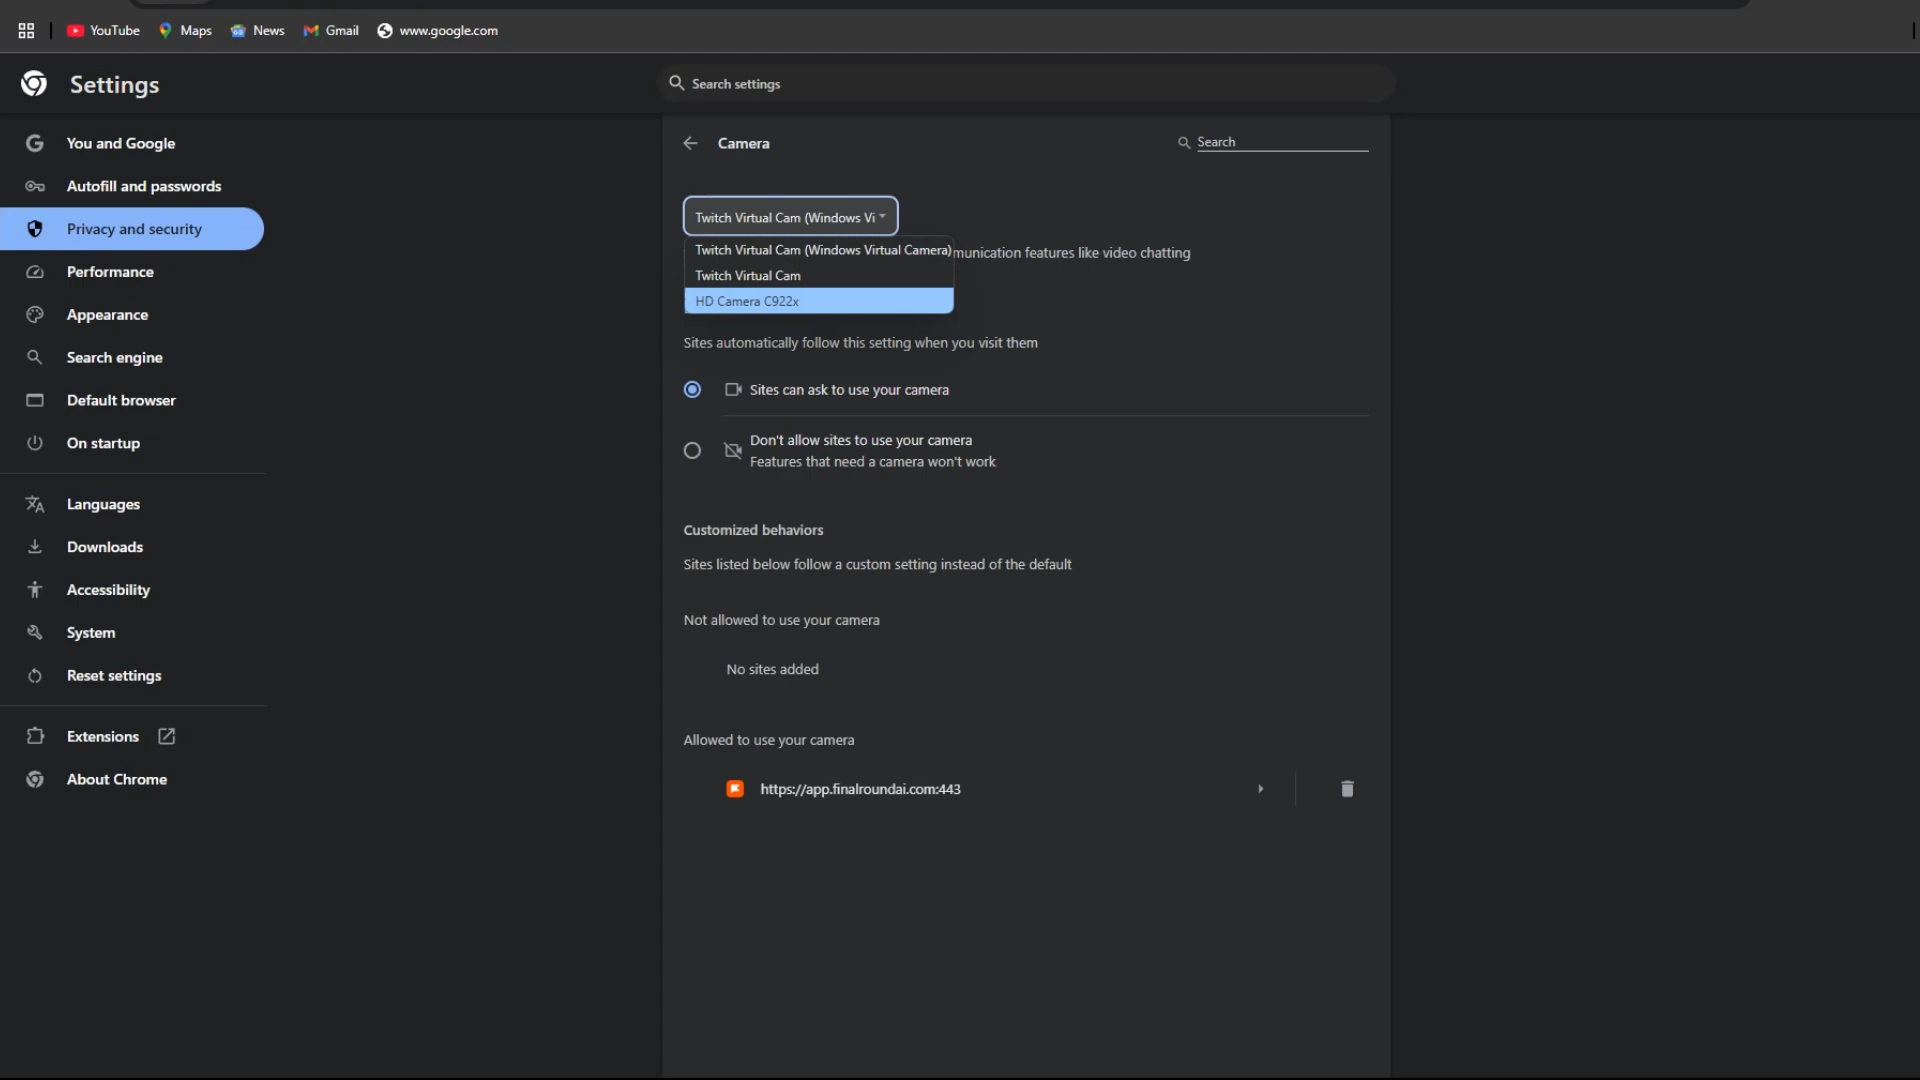 YouTube
Maps
News
Gmail
www.google.com
Settings
Search settings
You and Google
Autofill and passwords
Privacy and security
Performance
Appearance
Search engine
Default browser
On startup
Languages
Downloads
Accessibility
System
Reset settings
Extensions
About Chrome
Camera
Search
Twitch Virtual Cam (Windows Vi
Twitch Virtual Cam (Windows Virtual Camera)
munication features like video chatting
Twitch Virtual Cam
HD Camera C922x
Sites automatically follow this setting when you visit them
Sites can ask to use your camera
Don't allow sites to use your camera
Features that need a camera won't work
Customized behaviors
Sites listed below follow a custom setting instead of the default
Not allowed to use your camera
No sites added
Allowed to use your camera
https://app.finalroundai.com:443